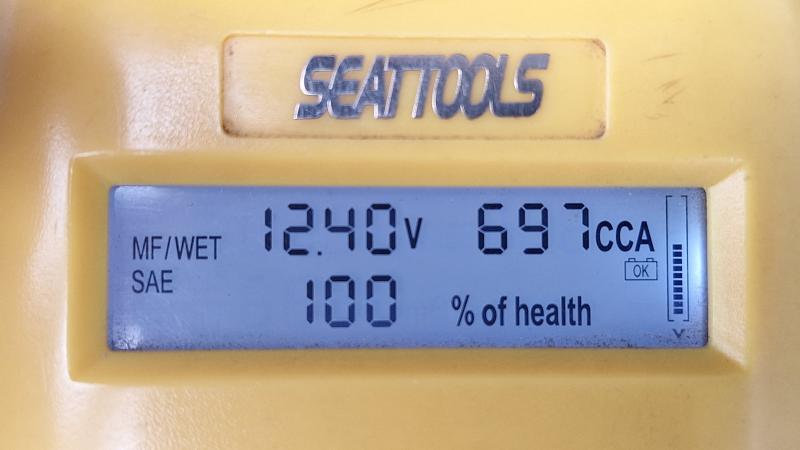 SEATTOOLS
MF/WET 12.40V 697CCA
SAE OK
100 % of health
V